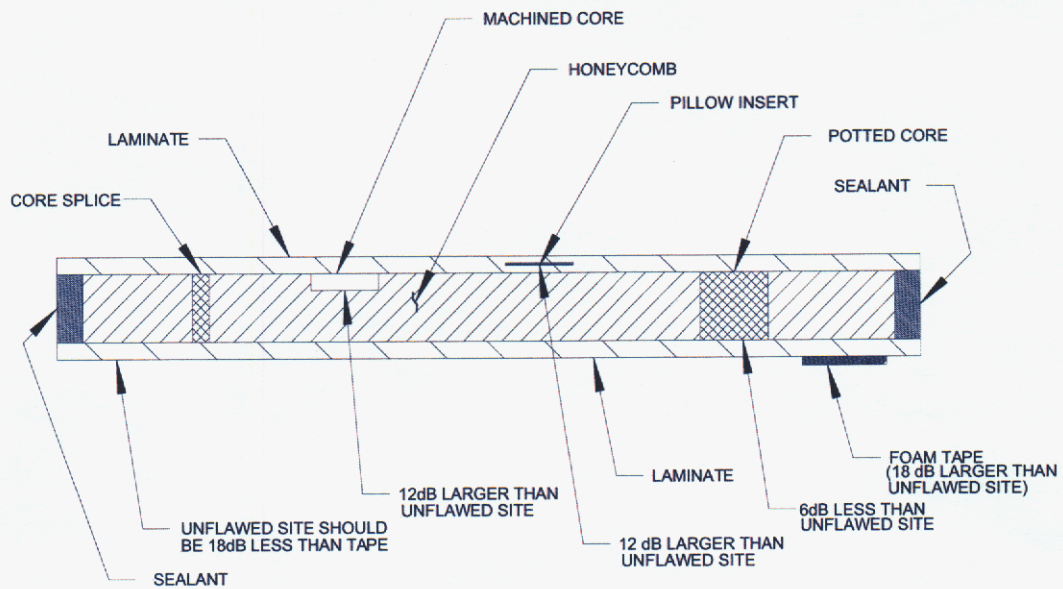 MACHINED CORE
HONEYCOMB
PILLOW INSERT
LAMINATE
POTTED CORE
SEALANT
CORE SPLICE
FOAM TAPE
(18 dB LARGER THAN
UNFLAWED SITE)
LAMINATE
12dB LARGER THAN
UNFLAWED SITE
6dB LESS THAN
UNFLAWED SITE
UNFLAWED SITE SHOULD
BE 18dB LESS THAN TAPE
12 dB LARGER THAN
UNFLAWED SITE
SEALANT